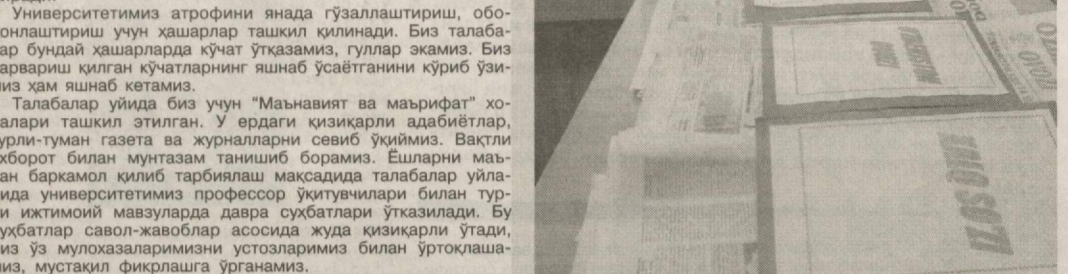 Университетимиз атрофини янада гўзаллаштириш, обо-
онлаштириш учун ҳашарлар ташкил қилинади. Биз талаба-
ар бундай ҳашарларда кўчат ўтқазамиз, гуллар экамиз. Биз
арвариш қилган кўчатларнинг яшнаб ўсаётганини кўриб ўзи-
из ҳам яшнаб кетамиз.
Талабалар уйида биз учун “Маънавият ва маърифат” хо-
алари ташкил этилган. У ердаги қизиқарли адабиётлар,
урли-туман газета ва журналларни севиб ўқиймиз. Вақтли
хборот билан мунтазам танишиб борамиз. Ёшларни маъ-
ан баркамол қилиб тарбиялаш мақсадида талабалар уйла-
ида университетимиз профессор ўқитувчилари билан тур-
и ижтимоий мавзуларда давра суҳбатлари ўтказилади. Бу
уҳбатлар савол-жавоблар асосида жуда қизиқарли ўтади,
из ўз мулохазаларимизни устозларимиз билан ўртоқлаша-
из, мустақил фикрлашга ўрганамиз.